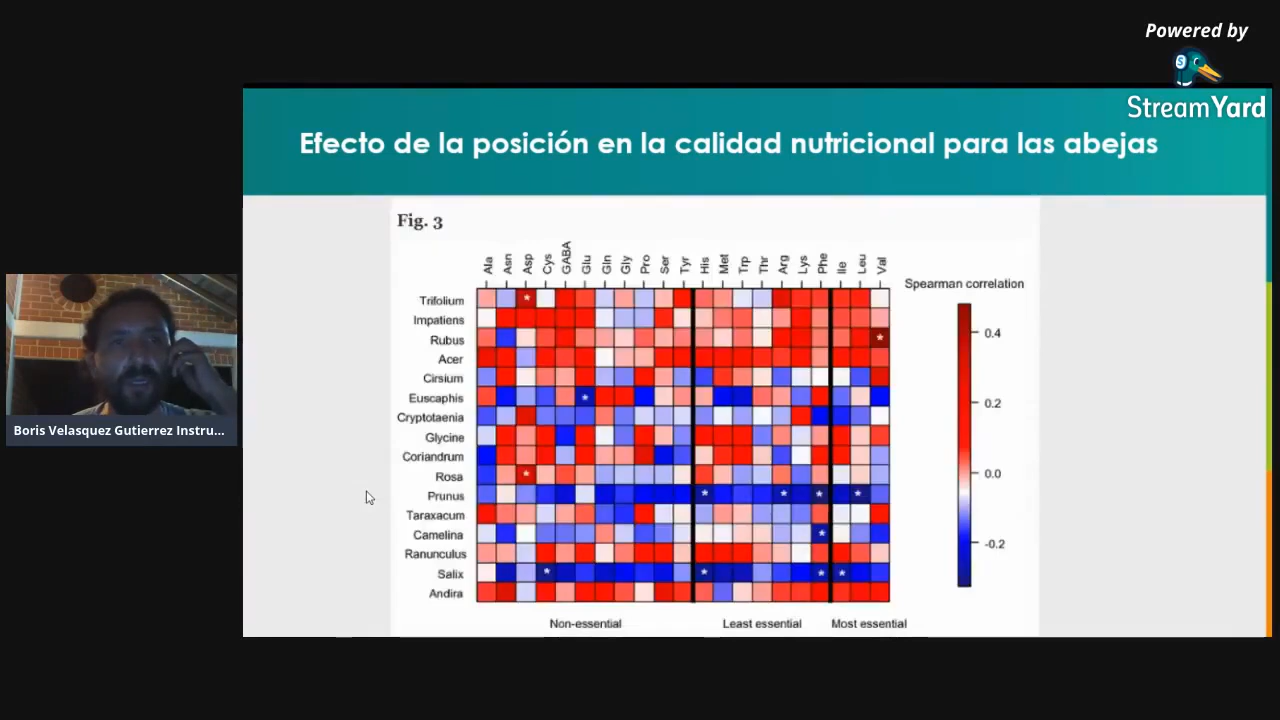 Powered by
StreamYard
Efecto de la posición en la calidad nutricional para las abejas
Fig. 3
Ala Asn Asp Cys GABA Glu Gln Gly Pro Ser Tyr His Met Trp Thr Arg Lys Phe Ile Leu Val
Spearman correlation
Trifolium
Impatiens
Rubus
Acer
Cirsium
Euscaphis
Cryptotaenia
Glycine
Coriandrum
Rosa
Prunus
Taraxacum
Camelina
Ranunculus
Salix
Andira
0.4
0.2
0.0
-0.2
Non-essential Least essential Most essential
Boris Velasquez Gutierrez Instru...